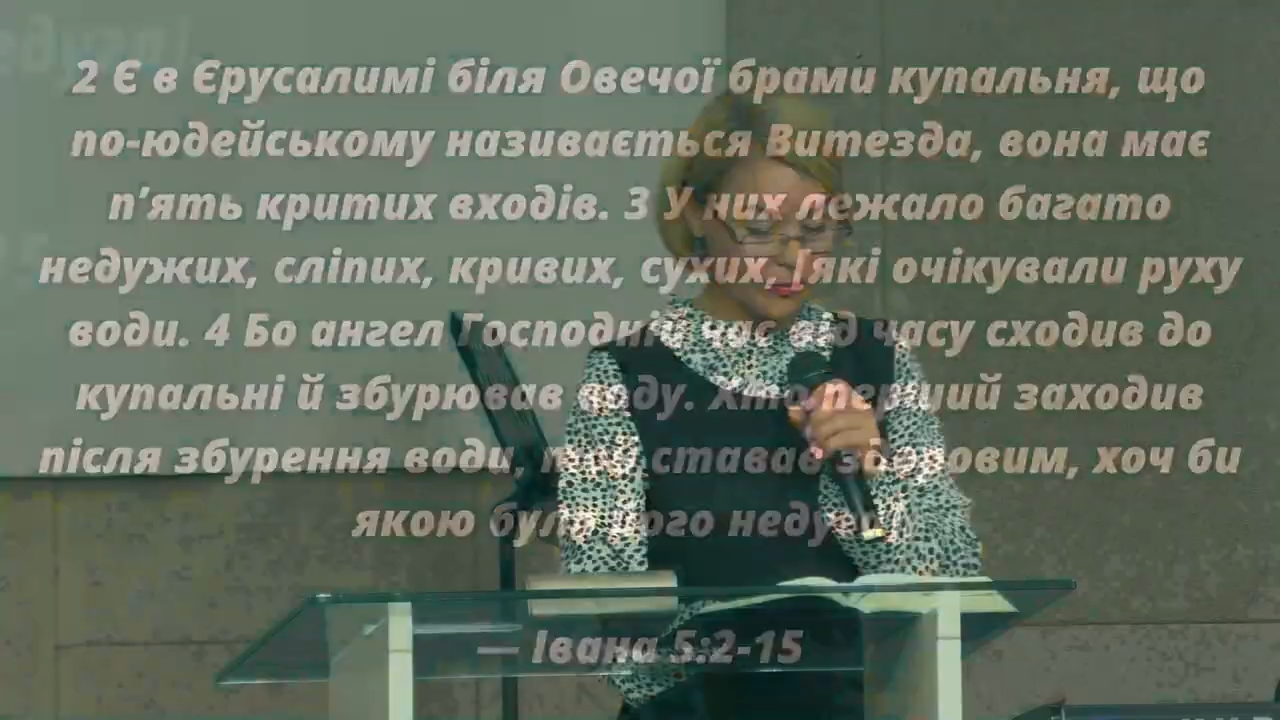 2 Є в Єрусалимі біля Овечої брами купальня, що
по-юдейському називається Витезда, вона має
п’ять критих входів. 3 У них лежало багато
недужих, сліпих, кривих, сухих, які очікували руху
води. 4 Бо ангел Господній час від часу сходив до
купальні й збурював воду. Хто перший заходив
після збурення води, ставав здоровим, хоч би
якою була його недуга
— Івана 5:2-15